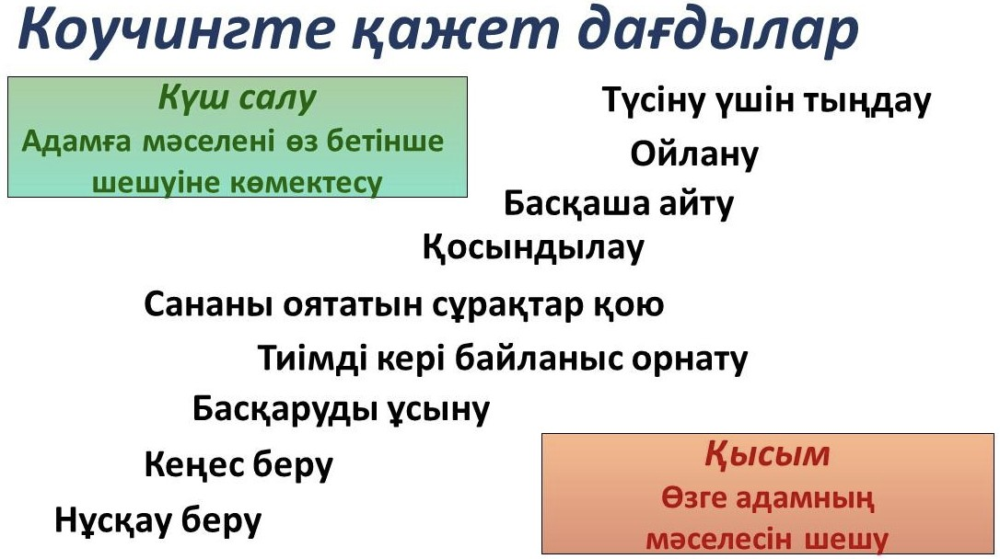 Коучингте қажет дағдылар
Күш салу
Адамға мәселені өз бетінше
шешуіне көмектесу
Түсіну үшін тыңдау
Ойлану
Басқаша айту
Қосындылау
Сананы оятатын сұрақтар қою
Тиімді кері байланыс орнату
Басқаруды ұсыну
Кеңес беру
Нұсқау беру
Қысым
Өзге адамның
мәселесін шешу